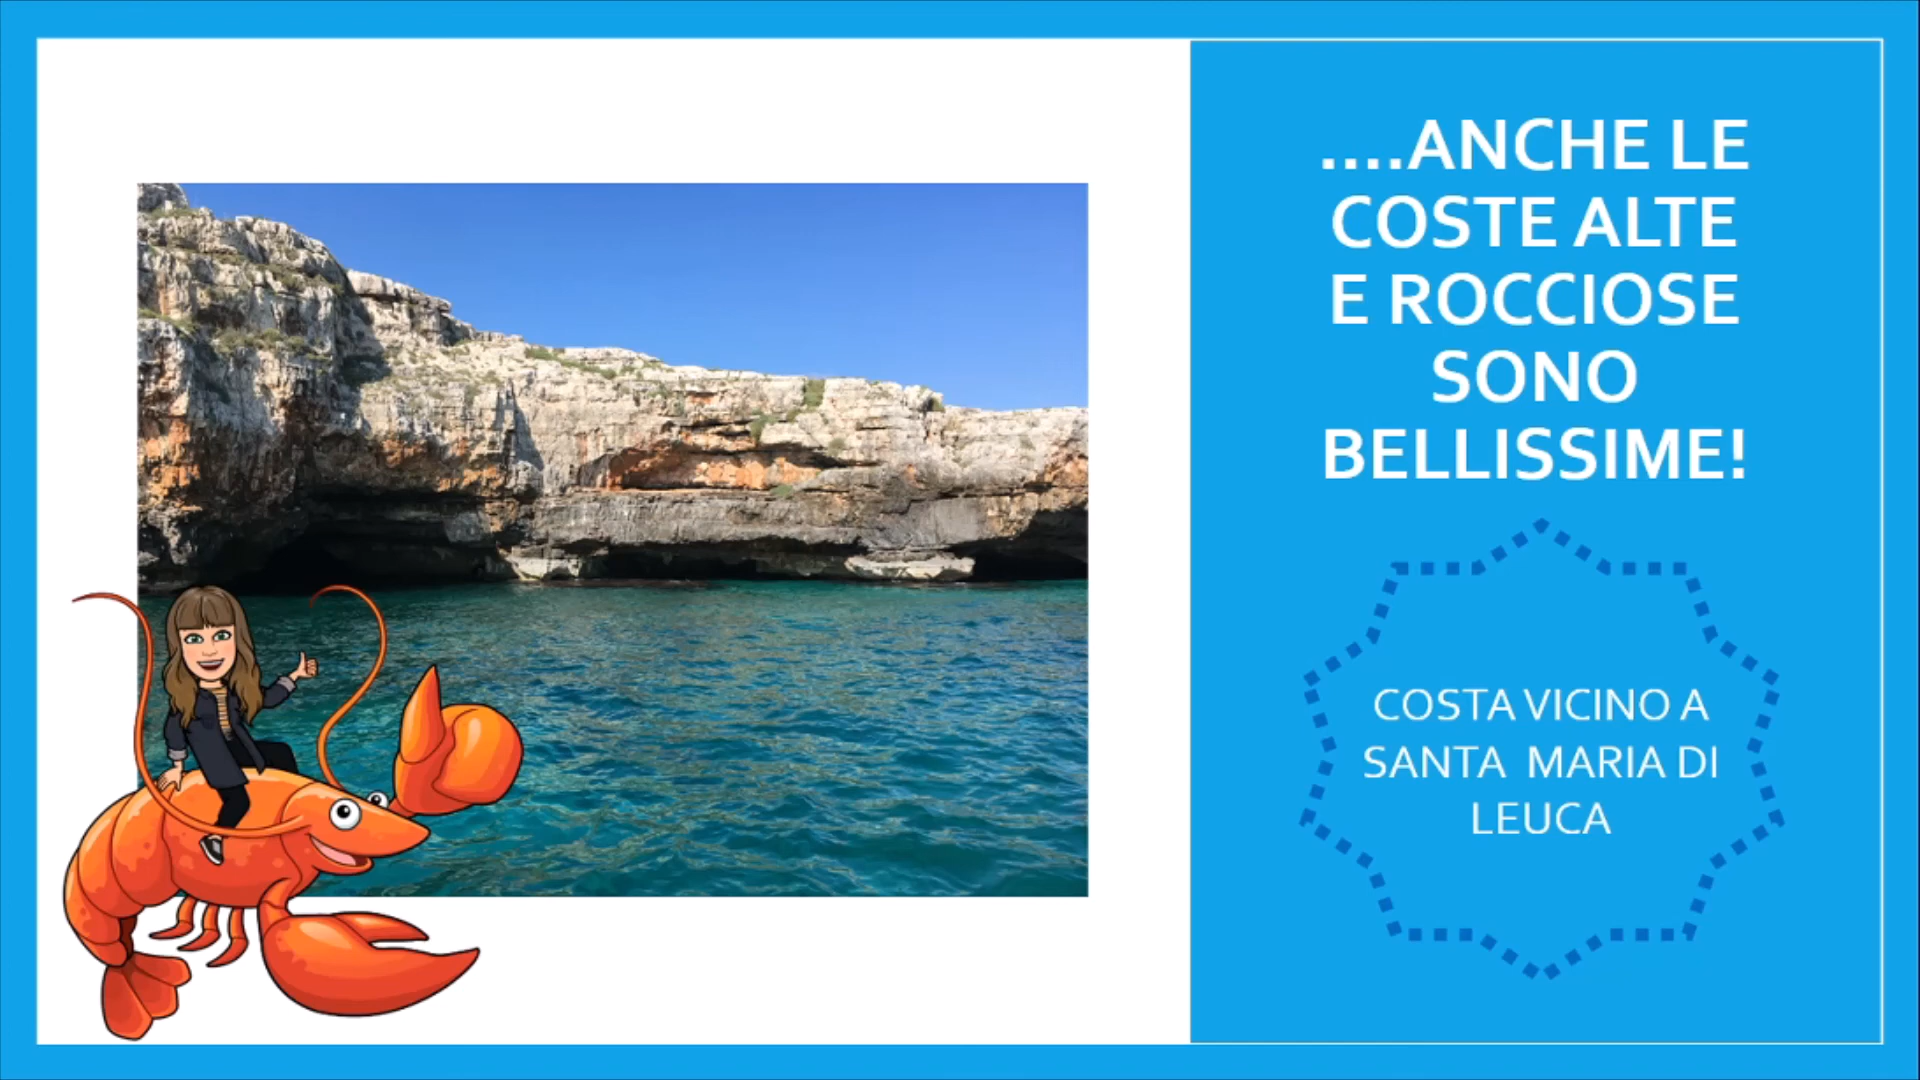 ....ANCHE LE
COSTE ALTE
E ROCCIOSE
SONO
BELLISSIME!
COSTA VICINO A
SANTA MARIA DI
LEUCA